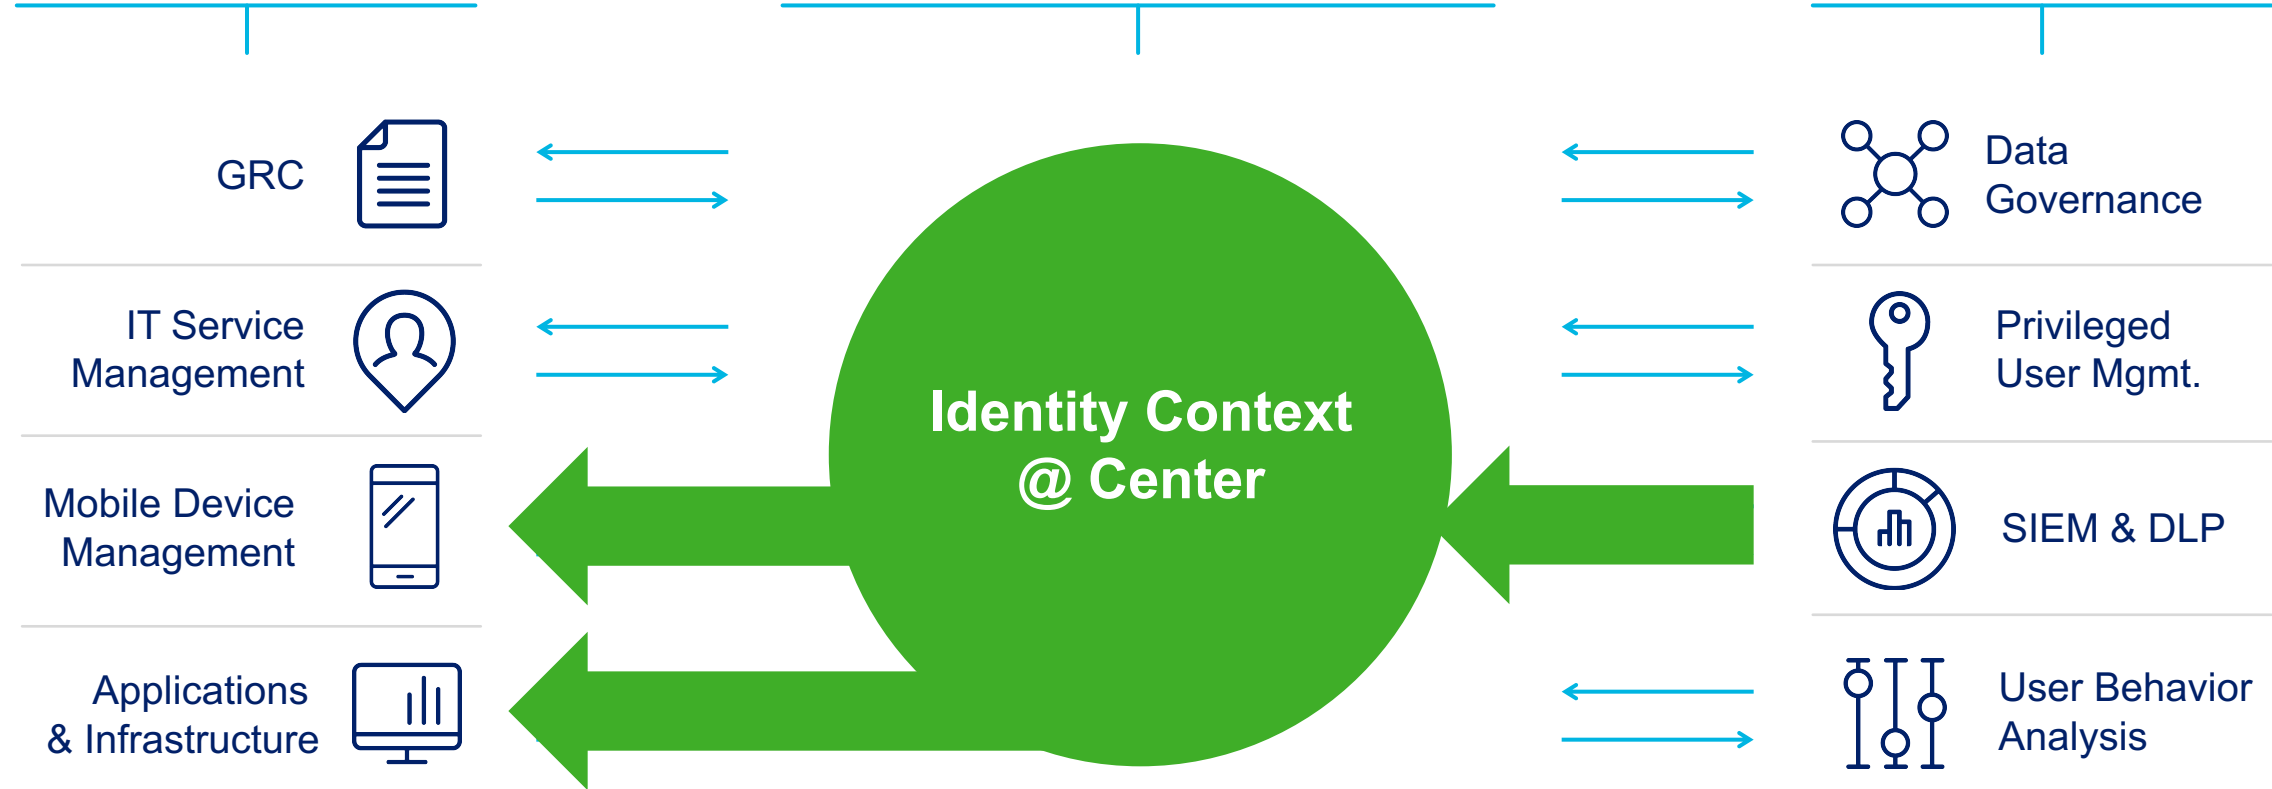 GRC
IT Service
Management
Mobile Device
Management
Applications
& Infrastructure
Identity Context
@ Center
Data
Governance
Privileged
User Mgmt.
SIEM & DLP
User Behavior
Analysis